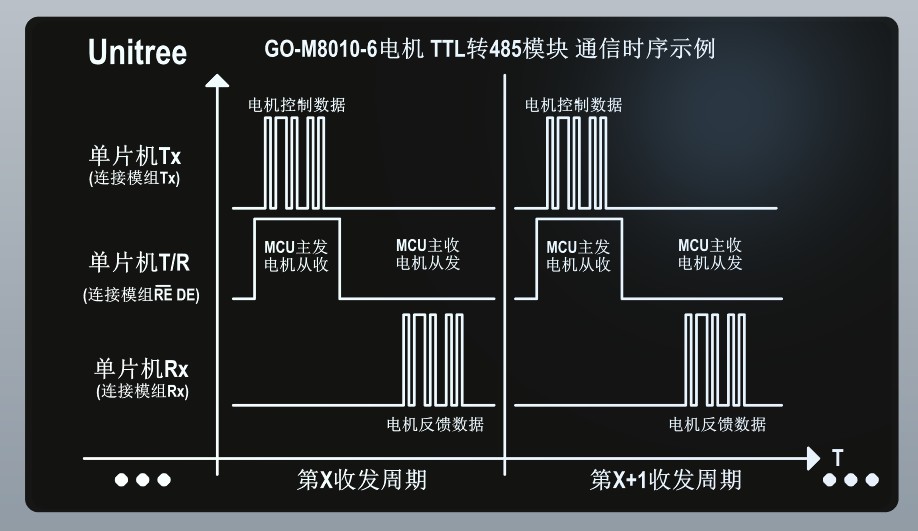 Unitree
GO-M8010-6电机 TTL转485模块 通信时序示例
电机控制数据
电机控制数据
单片机Tx
(连接模组Tx)
单片机T/R
(连接模组RE DE)
MCU主发
电机从收
MCU主收
电机从发
MCU主发
电机从收
MCU主收
电机从发
单片机Rx
(连接模组Rx)
电机反馈数据
电机反馈数据
T
第X收发周期
第X+1收发周期